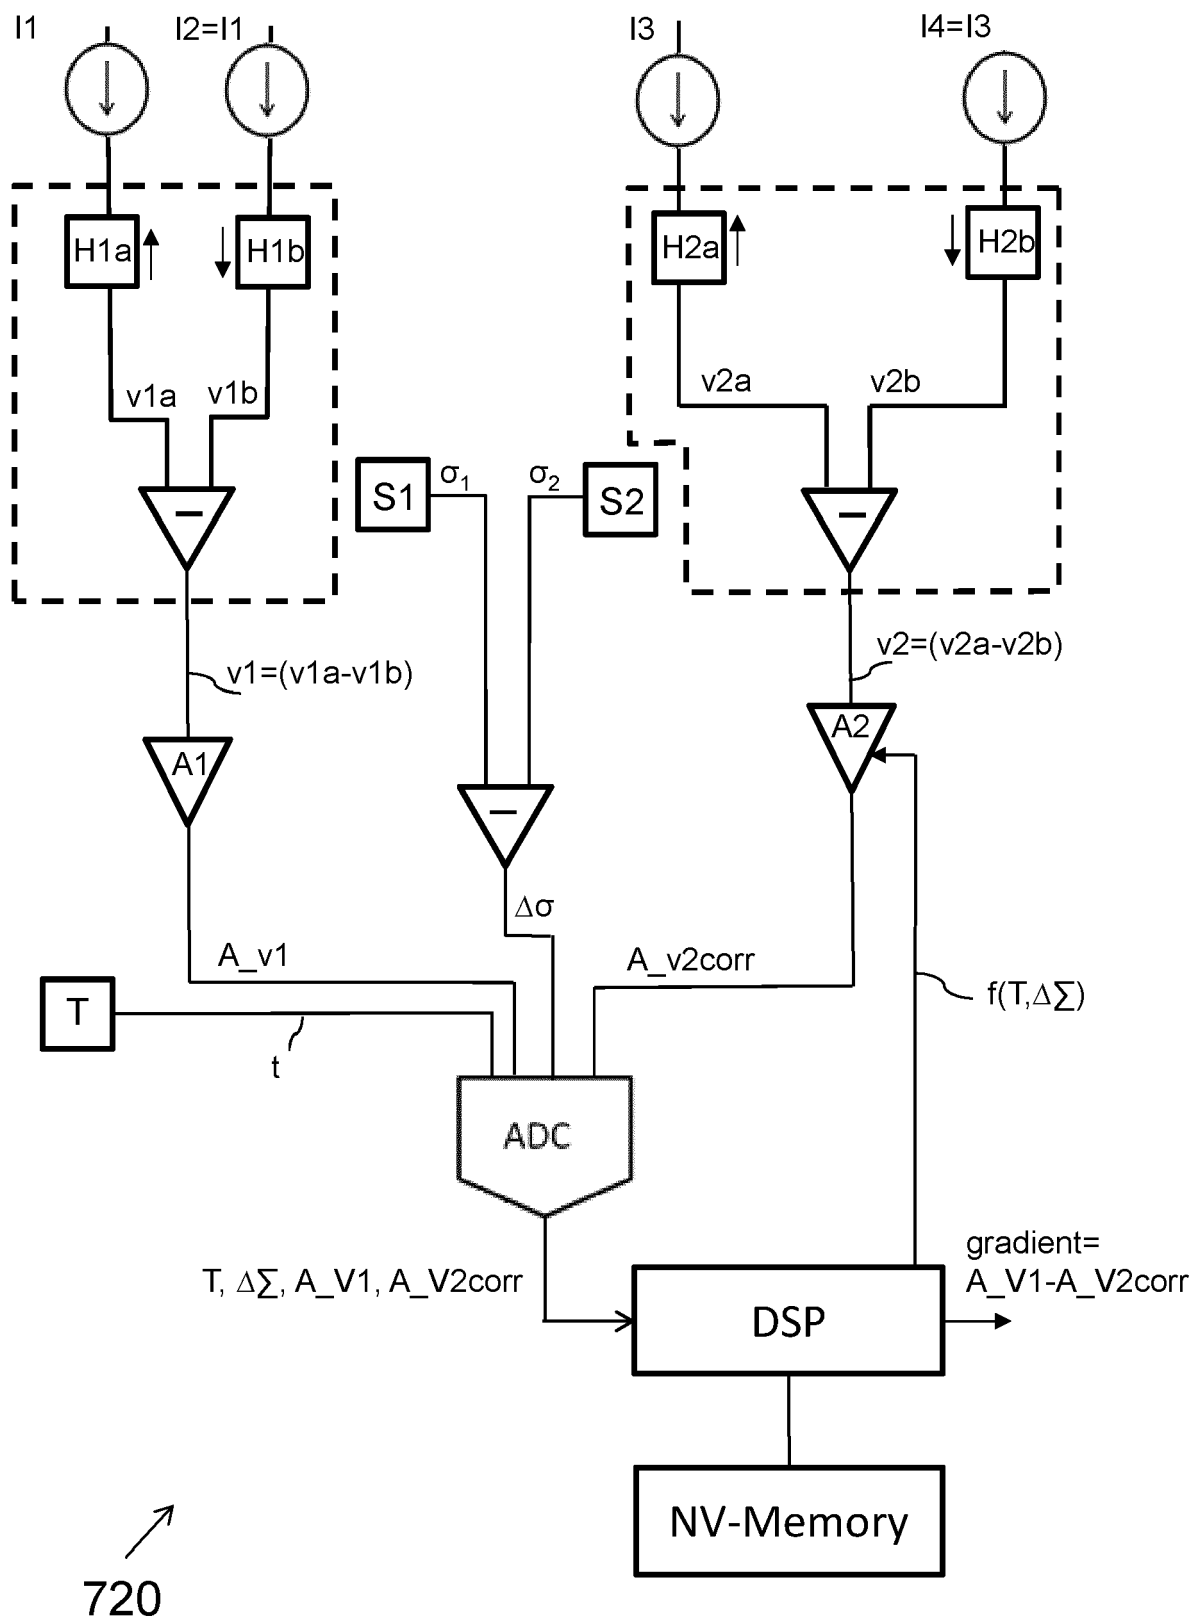 I1
I2=I1
I3
I4=I3
H1a
H1b
H2a
H2b
v1a
v1b
v2a
v2b
−
S1
σ₁
σ₂
S2
−
v1=(v1a-v1b)
v2=(v2a-v2b)
A1
A2
−
Δσ
A_v1
A_v2corr
T
t
f(T,Δ∑)
ADC
T, Δ∑, A_V1, A_V2corr
gradient=
A_V1-A_V2corr
DSP
NV-Memory
720